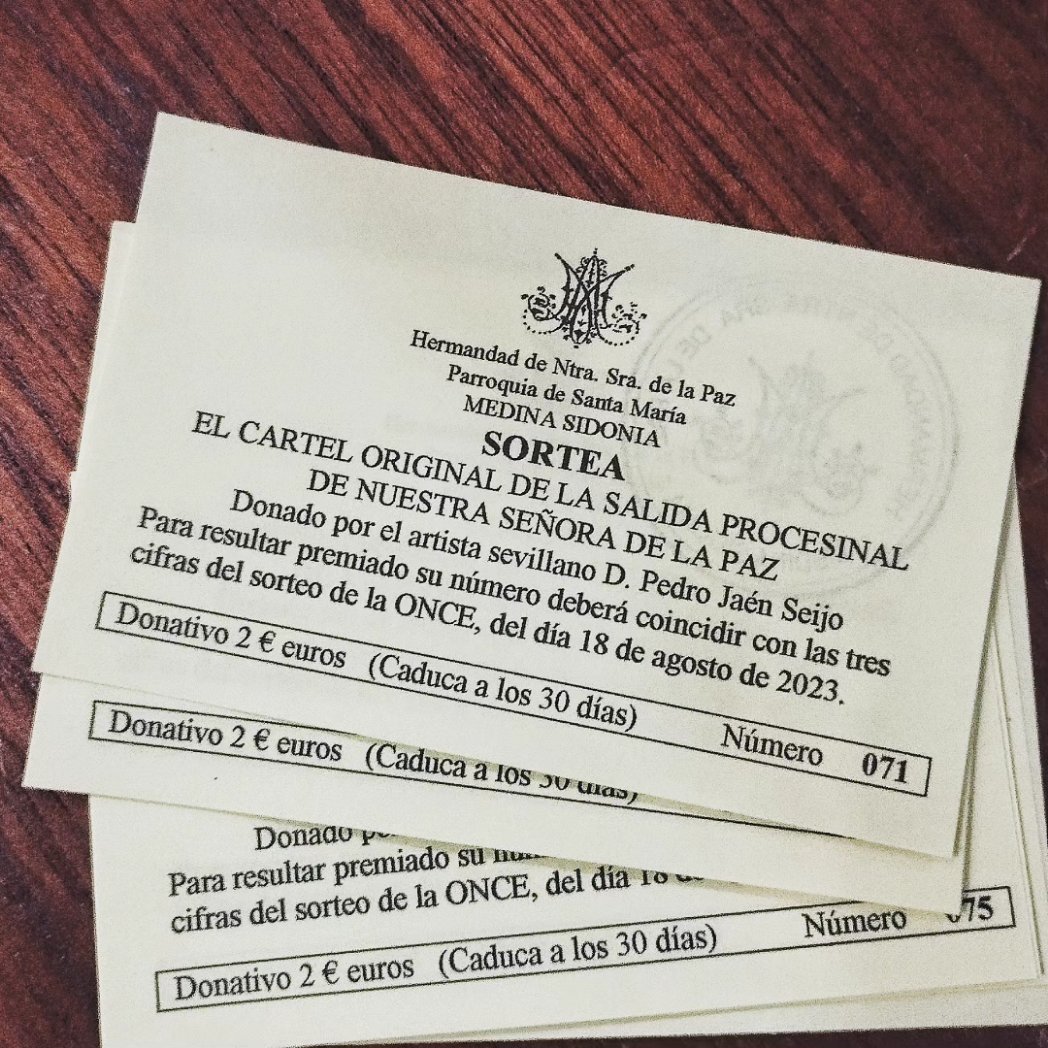 Hermandad de Ntra. Sra. de la Paz
Parroquia de Santa María
MEDINA SIDONIA
SORTEA
EL CARTEL ORIGINAL DE LA SALIDA PROCESINAL
DE NUESTRA SEÑORA DE LA PAZ
Donado por el artista sevillano D. Pedro Jaén Seijo
Para resultar premiado su número deberá coincidir con las tres
cifras del sorteo de la ONCE, del día 18 de agosto de 2023.
Donativo 2 € euros (Caduca a los 30 días) Número 071
Donativo 2 € euros (Caduca a los 30 días)
Donado
Para resultar premiado su
cifras del sorteo de la ONCE, del día 18
Donativo 2 € euros (Caduca a los 30 días) Número 075